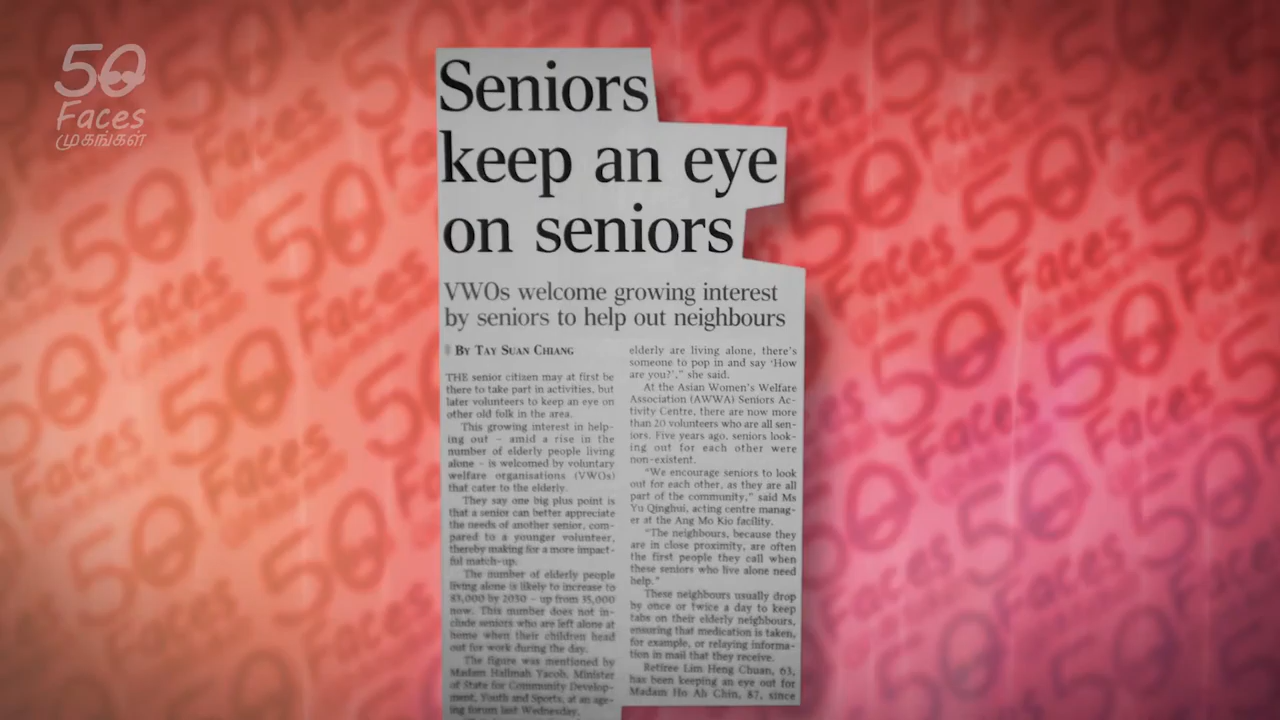 50
Faces
முகங்கள்
Seniors
keep an eye
on seniors
VWOs welcome growing interest
by seniors to help out neighbours
BY TAY SUAN CHIANG
THE senior citizen may at first be
there to take part in activities, but
later volunteers to keep an eye on
other old folk in the area.
This growing interest in help-
ing out – amid a rise in the
number of elderly people living
alone – is welcomed by voluntary
welfare organisations (VWOs)
that cater to the elderly.
They say one big plus point is
that a senior can better appreciate
the needs of another senior, com-
pared to a younger volunteer,
thereby making for a more impact-
ful match-up.
The number of elderly people
living alone is likely to increase to
83,000 by 2030 – up from 35,000
now. This number does not in-
clude seniors who are left alone at
home when their children head
out for work during the day.
The figure was mentioned by
Madam Halimah Yacob, Minister
of State for Community Develop-
ment, Youth and Sports, at an age-
ing forum last Wednesday.
elderly are living alone, there's
someone to pop in and say ‘How
are you?’,” she said.
At the Asian Women's Welfare
Association (AWWA) Seniors Ac-
tivity Centre, there are now more
than 20 volunteers who are all sen-
iors. Five years ago, seniors look-
ing out for each other were
non-existent.
“We encourage seniors to look
out for each other, as they are all
part of the community,” said Ms
Yu Qinghui, acting centre manag-
er at the Ang Mo Kio facility.
“The neighbours, because they
are in close proximity, are often
the first people they call when
these seniors who live alone need
help.”
These neighbours usually drop
by once or twice a day to keep
tabs on their elderly neighbours,
ensuring that medication is taken,
for example, or relaying informa-
tion in mail that they receive.
Retiree Lim Heng Chuan, 63,
has been keeping an eye out for
Madam Ho Ah Chin, 87, since